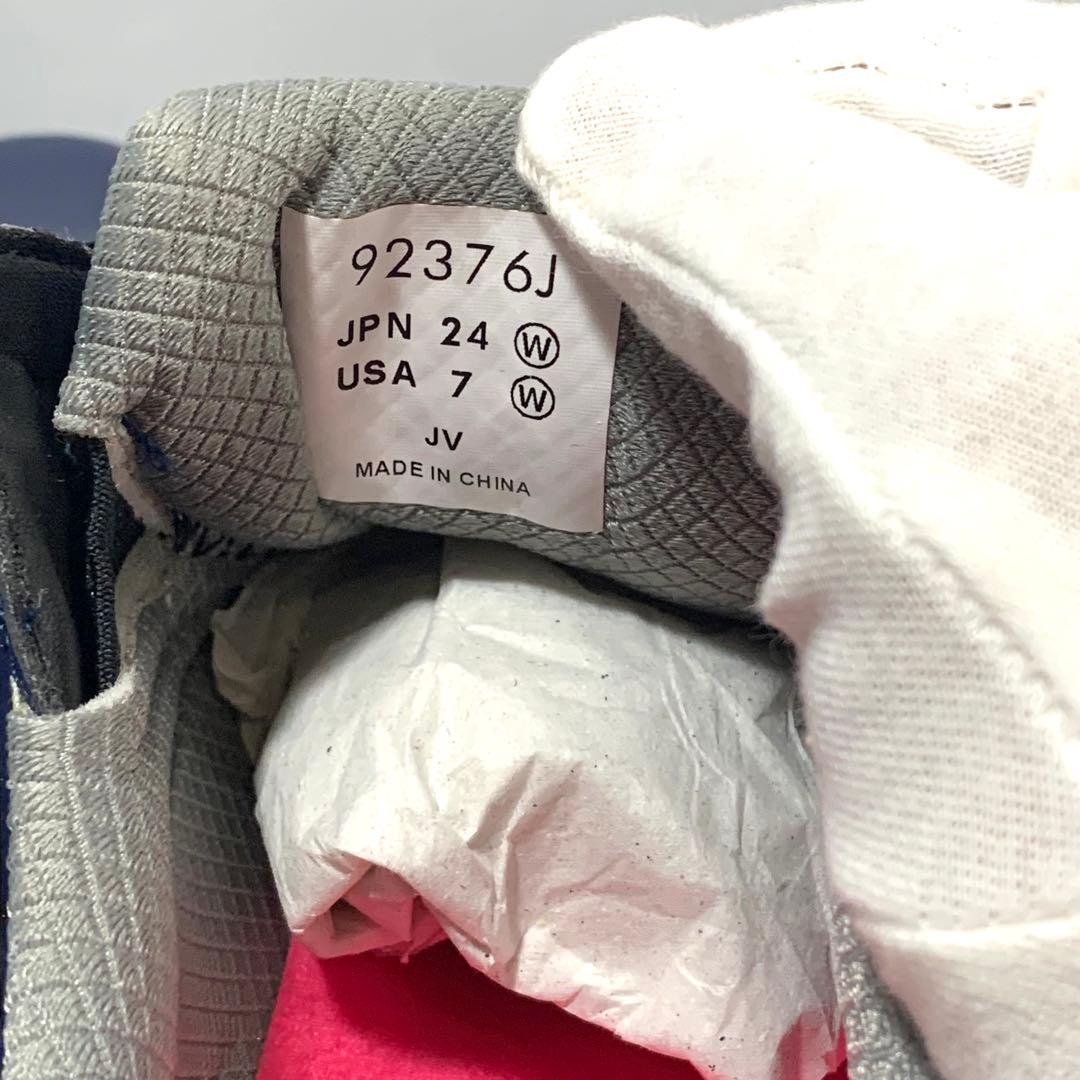 92376J
JPN 24 Ⓦ
USA 7 Ⓦ
JV
MADE IN CHINA